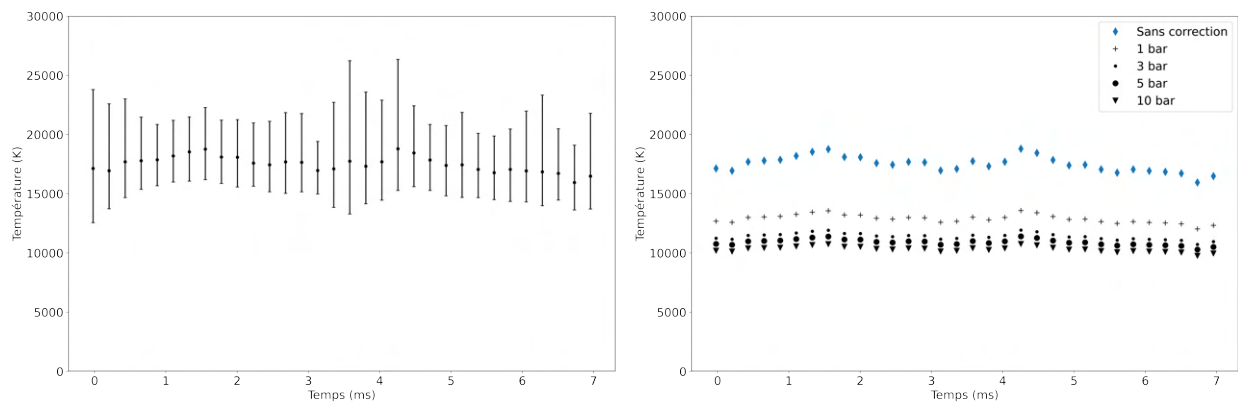 30000
25000
20000
15000
10000
5000
0
Température (K)
0 1 2 3 4 5 6 7
Temps (ms)
30000
25000
20000
15000
10000
5000
0
Température (K)
0 1 2 3 4 5 6 7
Temps (ms)
Sans correction
1 bar
3 bar
5 bar
10 bar